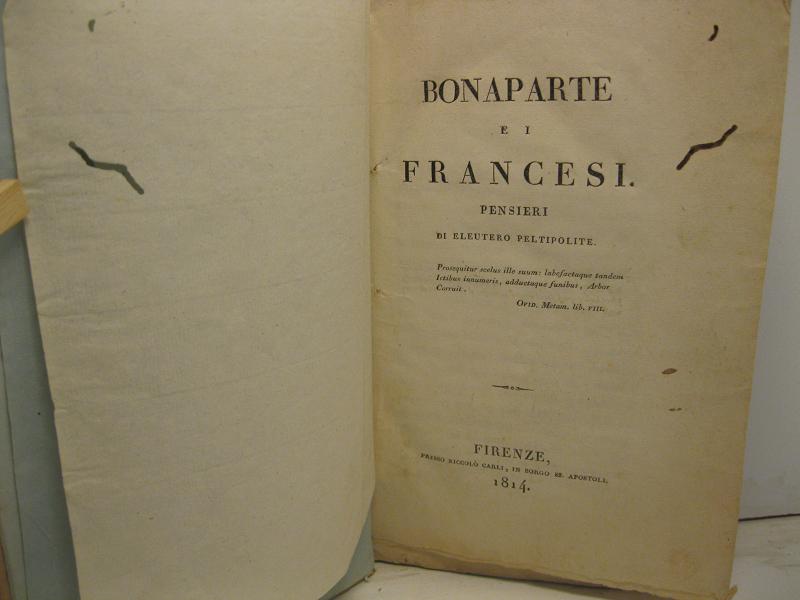 BONAPARTE
E I
FRANCESI.
PENSIERI
DI ELEUTERO PELTIPOLITE.
Prosequitur scelus ille suum: labefactaque tandem
Ictibus innumeris, adductaque funibus, Arbor
Corruit.
OVID. Metam. lib. VIII.
FIRENZE,
PRESSO NICCOLÒ CARLI, IN BORGO SS. APOSTOLI.
1814.